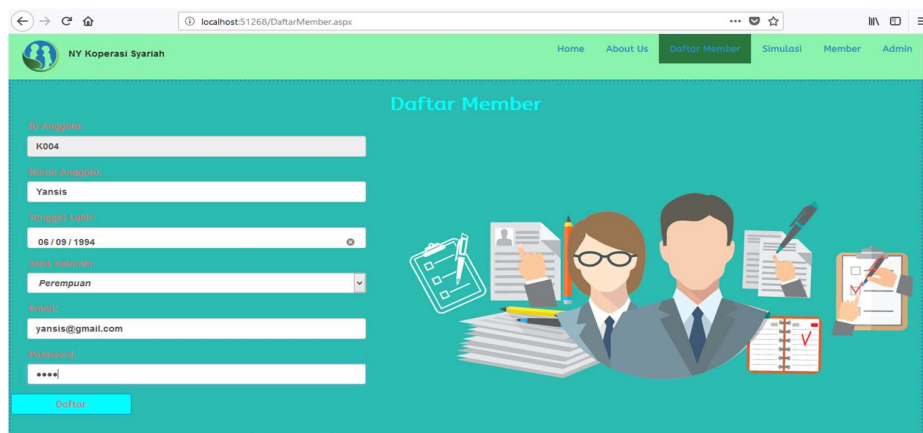 localhost:51268/DaftarMember.aspx
NY Koperasi Syariah
Home About Us Daftar Member Simulasi Member Admin
Daftar Member
ID Anggota:
K004
Nama Anggota:
Yansis
Tanggal Lahir:
06 / 09 / 1994
Jenis Kelamin:
Perempuan
Email:
yansis@gmail.com
Password:
Daftar